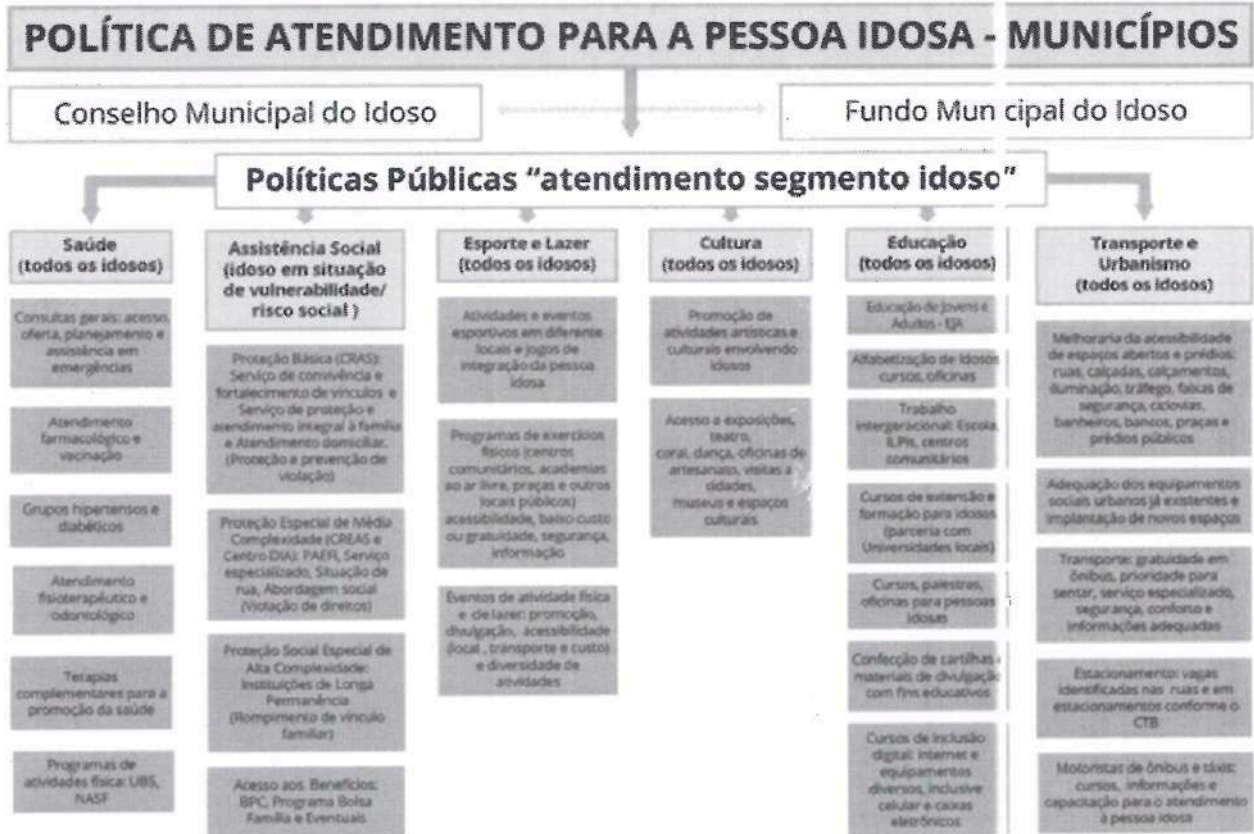 POLÍTICA DE ATENDIMENTO PARA A PESSOA IDOSA - MUNICÍPIOS
Conselho Municipal do Idoso
Fundo Mun cipal do Idoso
Políticas Públicas “atendimento segmento idoso”
Saúde
(todos os idosos)
Consultas gerais: acesso,
oferta, planejamento e
assistência em
emergências
Atendimento
farmacológico e
vacinação
Grupos hipertensos e
diabéticos
Atendimento
fisioterapêutico e
odontológico
Terapias
complementares para a
promoção da saúde
Programas de
atividades física: UBS,
NASF
Assistência Social
(idoso em situação
de vulnerabilidade/
risco social )
Proteção Básica (CRAS):
Serviço de convivência e
fortalecimento de vínculos e
Serviço de proteção e
atendimento integral à família
e Atendimento domiciliar.
(Proteção e prevenção de
violação)
Proteção Especial de Média
Complexidade (CREAS e
Centro DIA): PAEFI, Serviço
especializado, Situação de
rua, Abordagem social
(Violação de direitos)
Proteção Social Especial de
Alta Complexidade:
Instituições de Longa
Permanência
(Rompimento de vínculo
familiar)
Acesso aos Benefícios:
BPC, Programa Bolsa
Família e Eventuais
Esporte e Lazer
(todos os idosos)
Atividades e eventos
esportivos em diferente
locais e jogos de
integração da pessoa
idosa
Programas de exercícios
físicos (centros
comunitários, academias
ao ar livre, praças e outros
locais públicos)
acessibilidade, baixo custo
ou gratuidade, segurança,
informação
Eventos de atividade física
e de lazer: promoção,
divulgação, acessibilidade
(local , transporte e custo)
e diversidade de
atividades
Cultura
(todos os idosos)
Promoção de
atividades artísticas e
culturais envolvendo
idosos
Acesso a exposições,
teatro,
coral, dança, oficinas de
artesanato, visitas a
cidades,
museus e espaços
culturais
Educação
(todos os idosos)
Educação de Jovens e
Adultos - EJA
Alfabetização de idosos
cursos, oficinas
Trabalho
intergeracional: Escola,
ILPIs, centros
comunitários
Cursos de extensão e
formação para idosos
(parceria com
Universidades locais)
Cursos, palestras,
oficinas para pessoas
idosas
Confecção de cartilhas
materiais de divulgação
com fins educativos
Cursos de inclusão
digital: internet e
equipamentos
diversos, inclusive
celular e caixas
eletrônicos
Transporte e
Urbanismo
(todos os idosos)
Melhoraria da acessibilidade
de espaços abertos e prédios:
ruas, calçadas, calçamentos,
iluminação, tráfego, faixas de
segurança, ciclovias,
banheiros, bancos, praças e
prédios públicos
Adequação dos equipamentos
sociais urbanos já existentes e
implantação de novos espaços
Transporte: gratuidade em
ônibus, prioridade para
sentar, serviço especializado,
segurança, conforto e
informações adequadas
Estacionamento: vagas
identificadas nas ruas e em
estacionamentos conforme o
CTB
Motoristas de ônibus e táxis:
cursos, informações e
capacitação para o atendimento
à pessoa idosa